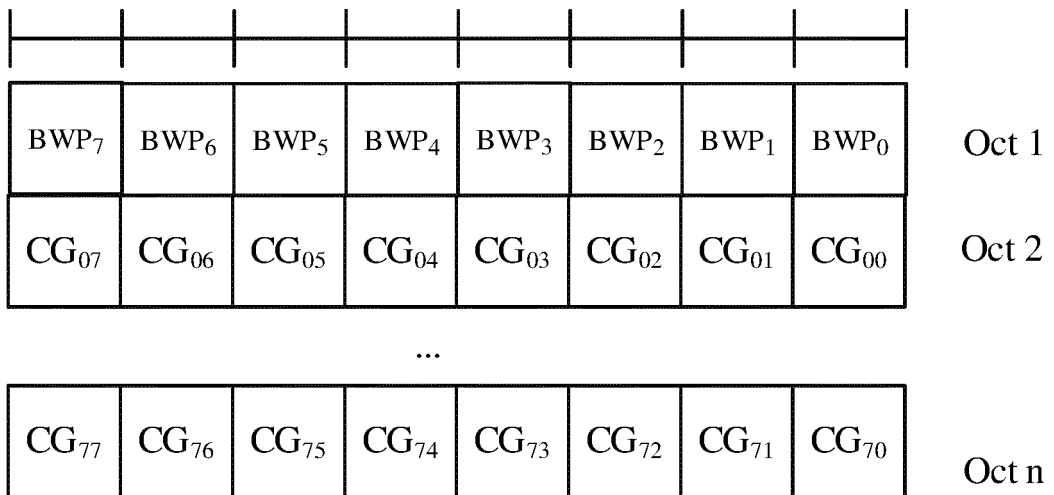 BWP₇ BWP₆ BWP₅ BWP₄ BWP₃ BWP₂ BWP₁ BWP₀ Oct 1
CG₀₇ CG₀₆ CG₀₅ CG₀₄ CG₀₃ CG₀₂ CG₀₁ CG₀₀ Oct 2
...
CG₇₇ CG₇₆ CG₇₅ CG₇₄ CG₇₃ CG₇₂ CG₇₁ CG₇₀ Oct n